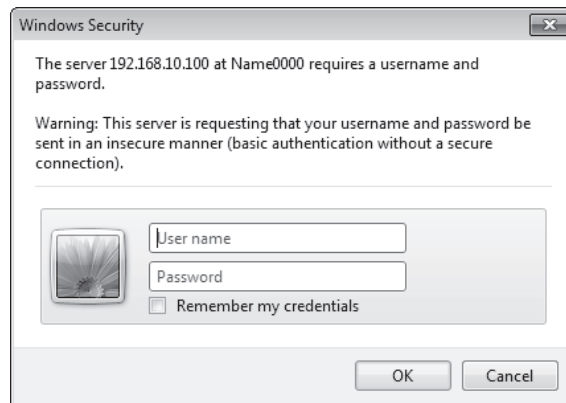 Windows Security
The server 192.168.10.100 at Name0000 requires a username and
password.
Warning: This server is requesting that your username and password be
sent in an insecure manner (basic authentication without a secure
connection).
User name
Password
Remember my credentials
OK
Cancel